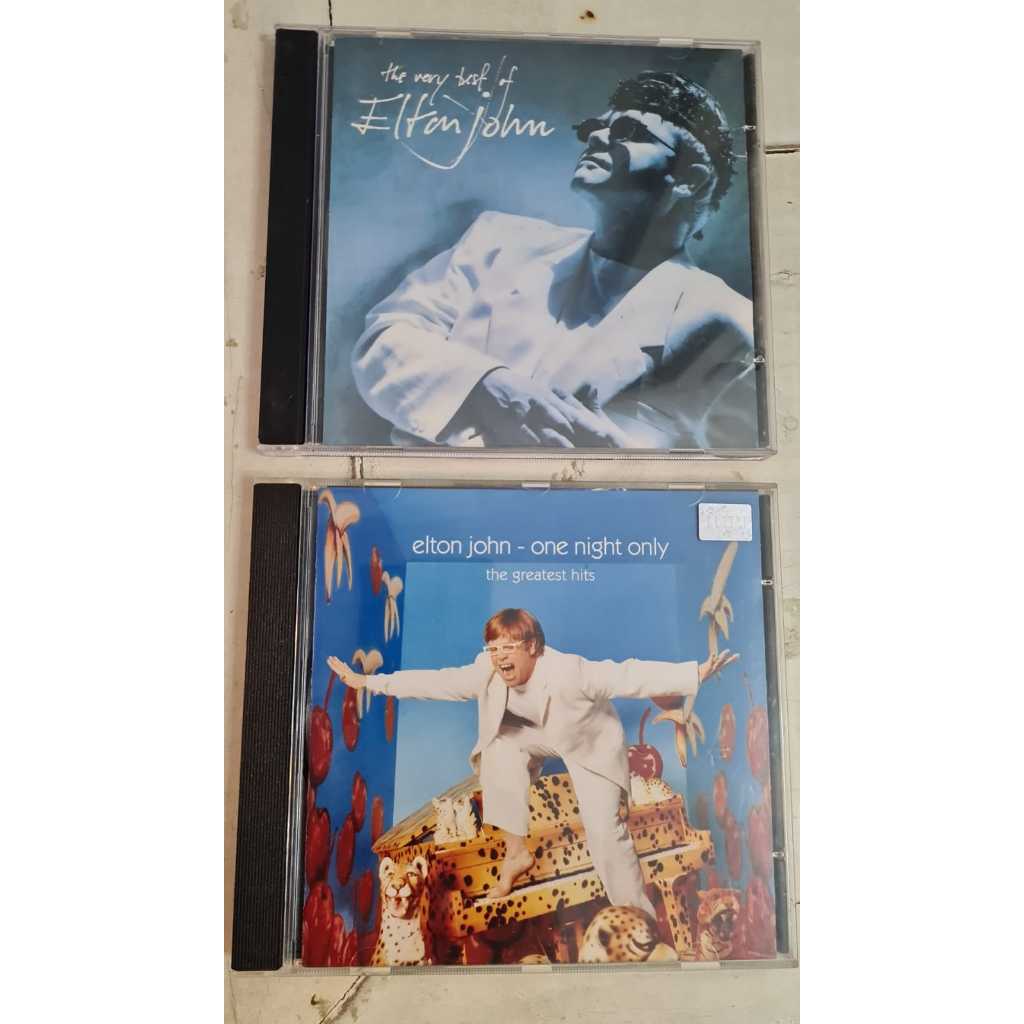 the very best of
Elton john
elton john - one night only
the greatest hits